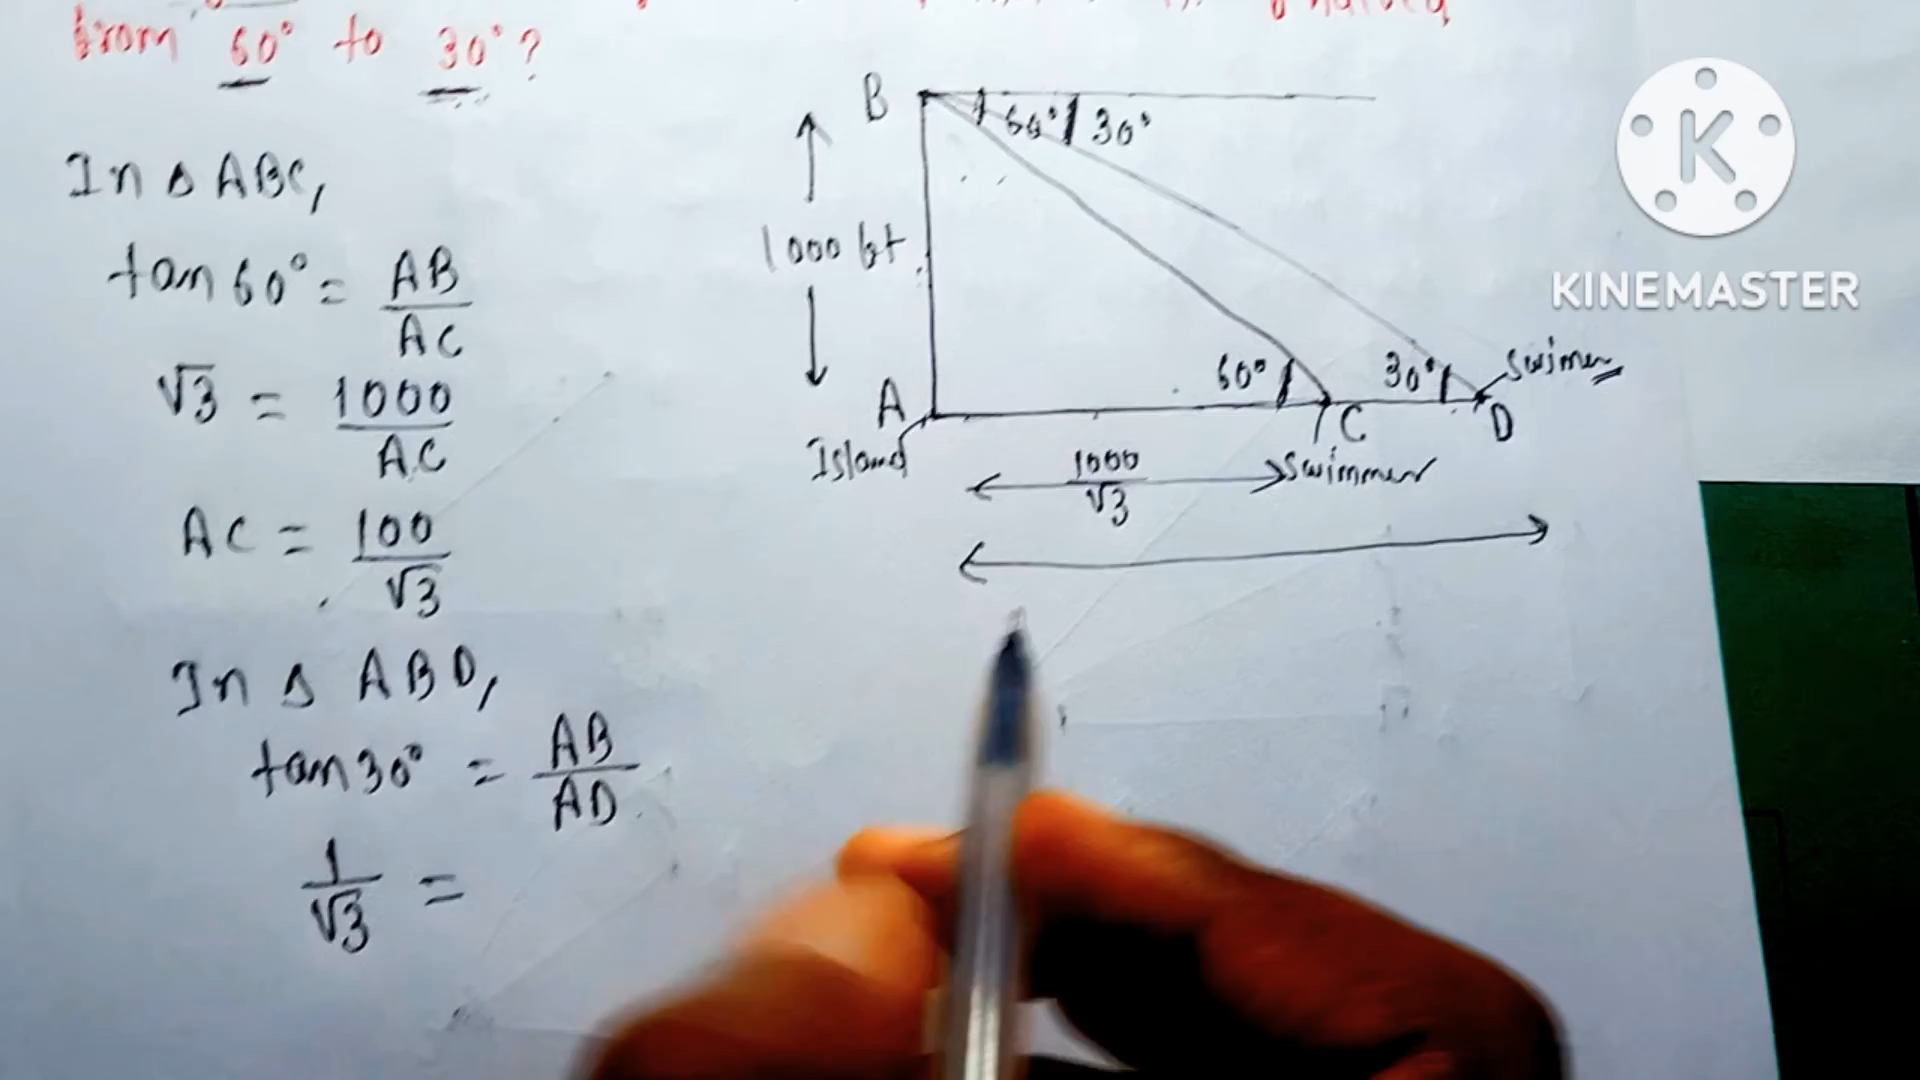 from 60° to 30°?
In Δ ABC,
tan 60° = AB/AC
√3 = 1000/AC
AC = 100/√3
In Δ ABD,
tan 30° = AB/AD
1/√3 =
B
60° 30°
1000 ft
60° 30° Swimer
A C D
Island
1000/√3
Swimmer
K
KINEMASTER